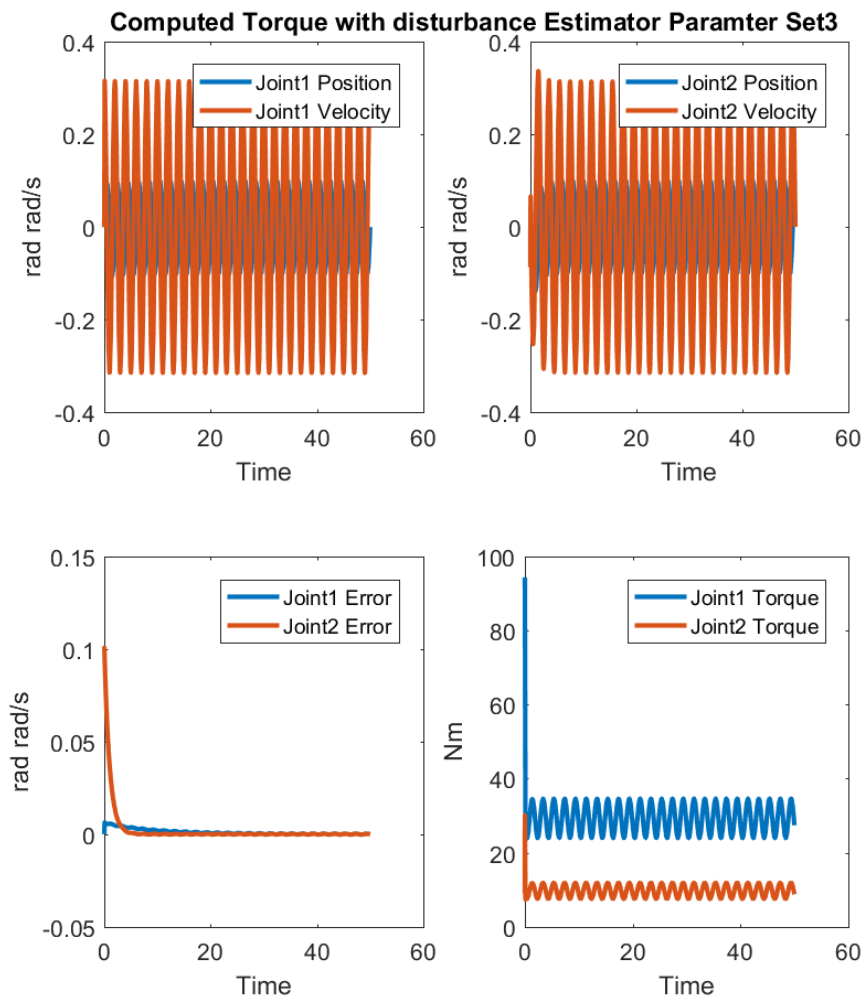 Computed Torque with disturbance Estimator Paramter Set3
0.4
0.2
0
-0.2
-0.4
rad rad/s
Joint1 Position
Joint1 Velocity
0 20 40 60
Time
0.4
0.2
0
-0.2
-0.4
rad rad/s
Joint2 Position
Joint2 Velocity
0 20 40 60
Time
0.15
0.1
0.05
0
-0.05
rad rad/s
Joint1 Error
Joint2 Error
0 20 40 60
Time
100
80
60
40
20
0
Nm
Joint1 Torque
Joint2 Torque
0 20 40 60
Time